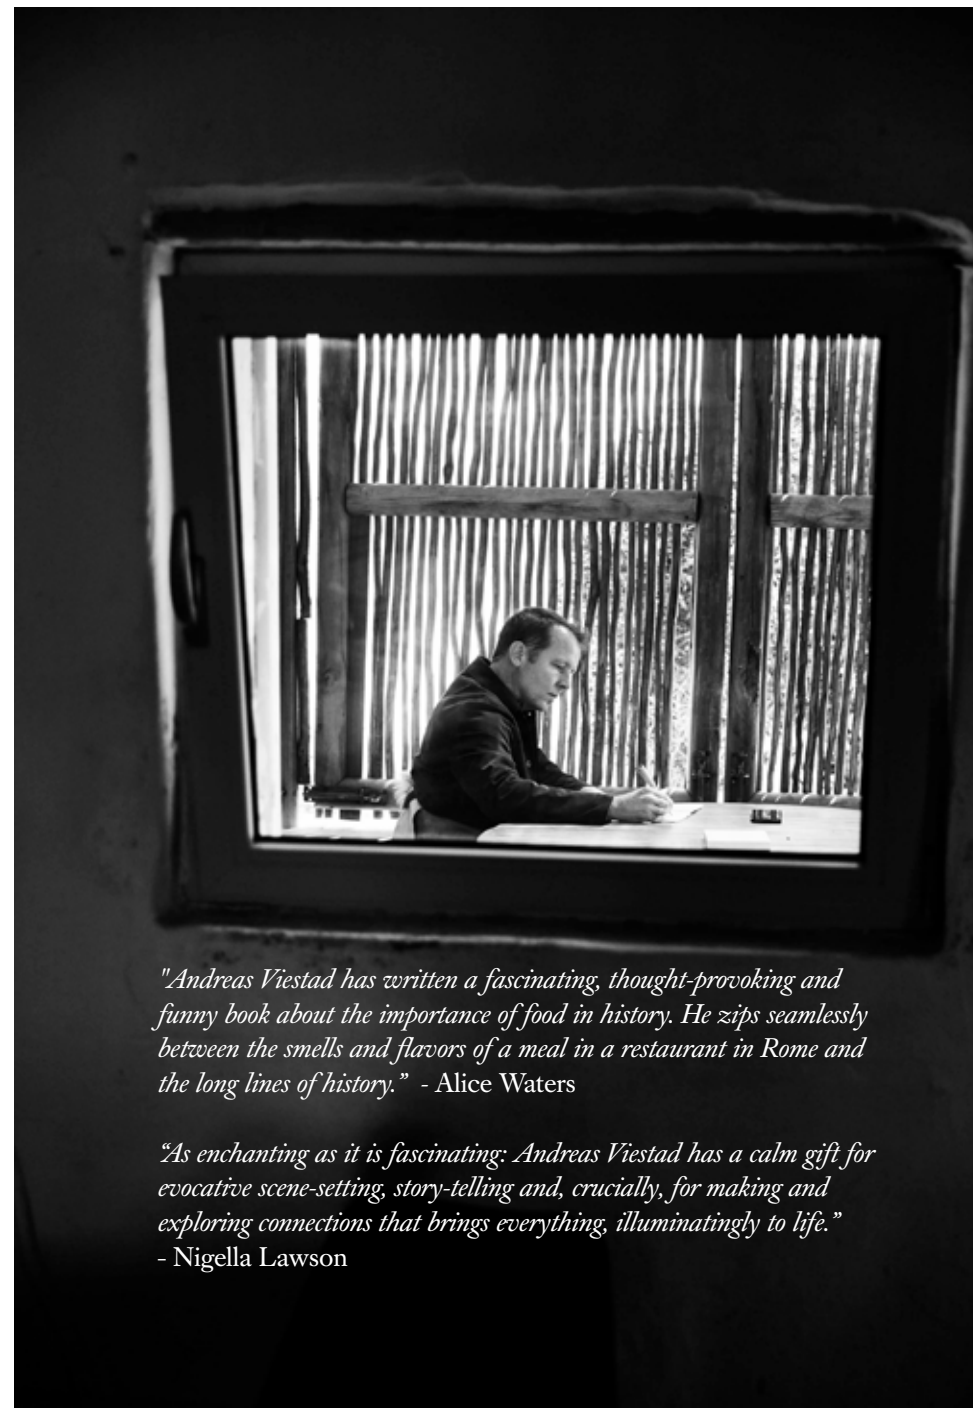 "Andreas Viestad has written a fascinating, thought-provoking and
funny book about the importance of food in history. He zips seamlessly
between the smells and flavors of a meal in a restaurant in Rome and
the long lines of history.” - Alice Waters
“As enchanting as it is fascinating: Andreas Viestad has a calm gift for
evocative scene-setting, story-telling and, crucially, for making and
exploring connections that brings everything, illuminatingly to life.”
- Nigella Lawson